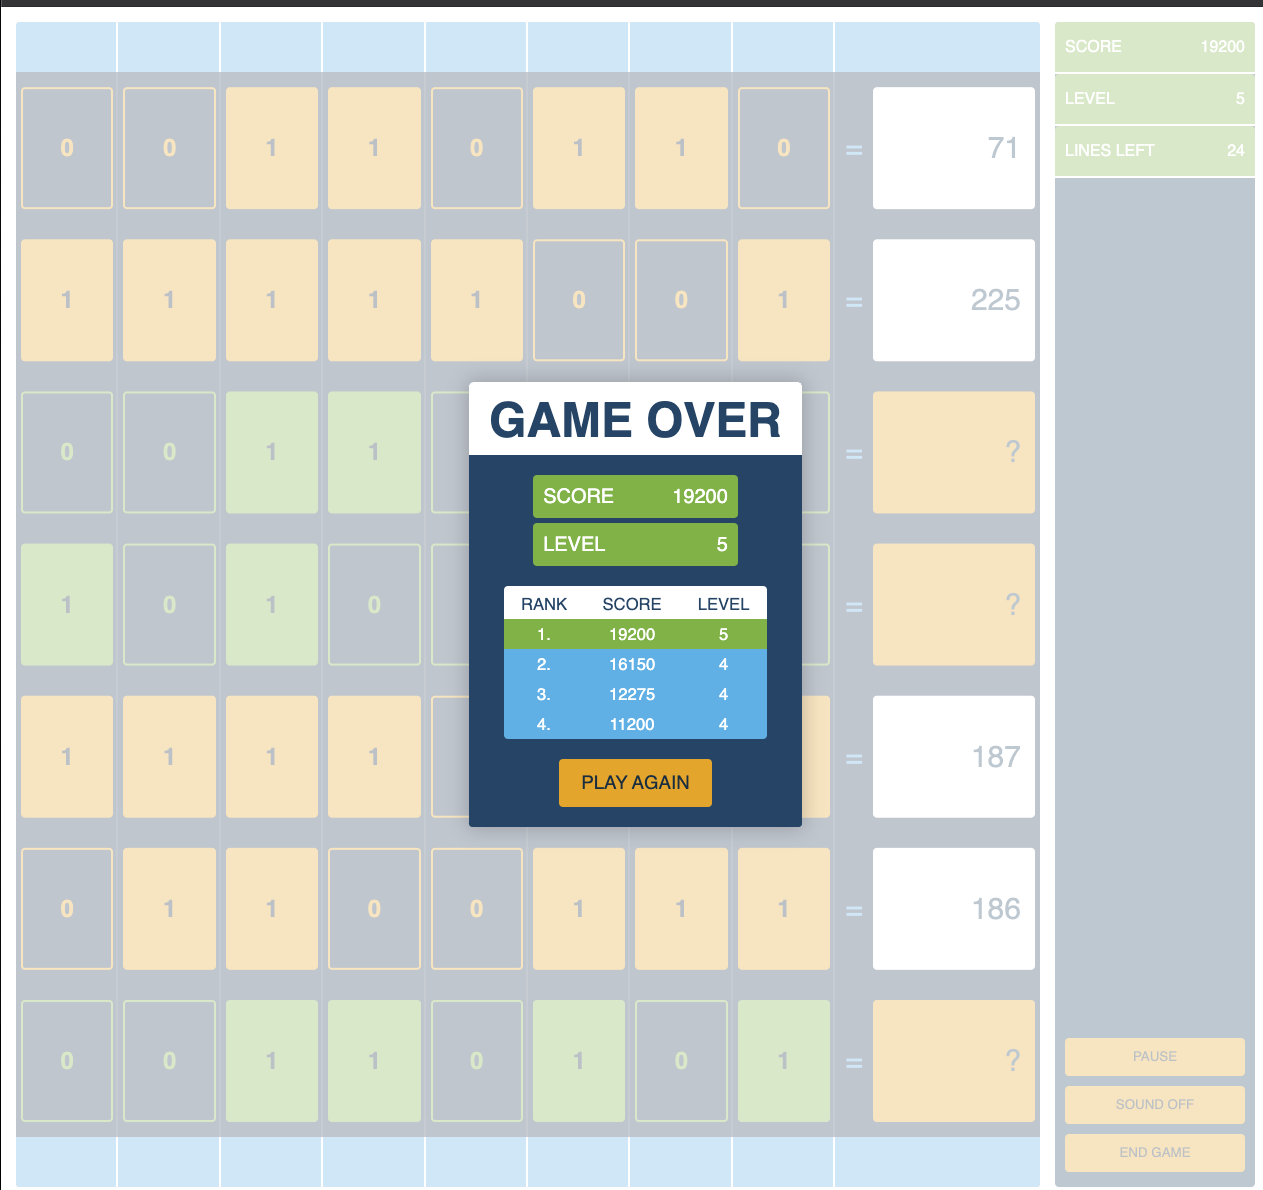 SCORE 19200
LEVEL 5
LINES LEFT 24
0 0 1 1 0 1 1 0 = 71
1 1 1 1 1 0 0 1 = 225
0 0 1 1 = ?
1 0 1 0 = ?
1 1 1 1 = 187
0 1 1 0 0 1 1 1 = 186
0 0 1 1 0 1 0 1 = ?
GAME OVER
SCORE 19200
LEVEL 5
RANK SCORE LEVEL
1. 19200 5
2. 16150 4
3. 12275 4
4. 11200 4
PLAY AGAIN
PAUSE
SOUND OFF
END GAME